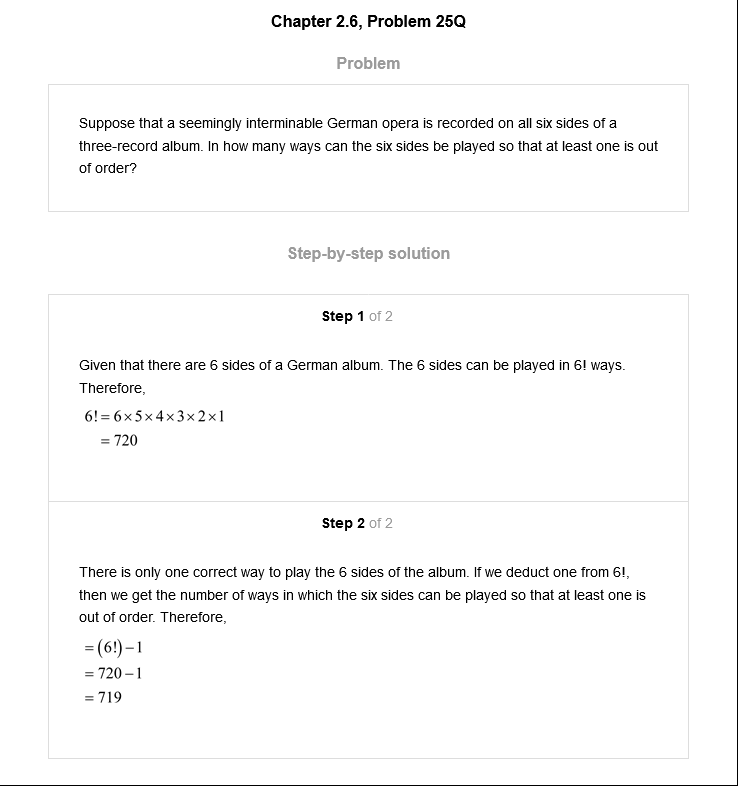 Chapter 2.6, Problem 25Q
Problem
Suppose that a seemingly interminable German opera is recorded on all six sides of a
three-record album. In how many ways can the six sides be played so that at least one is out
of order?
Step-by-step solution
Step 1 of 2
Given that there are 6 sides of a German album. The 6 sides can be played in 6! ways.
Therefore,
6! = 6×5×4×3×2×1
= 720
Step 2 of 2
There is only one correct way to play the 6 sides of the album. If we deduct one from 6!,
then we get the number of ways in which the six sides can be played so that at least one is
out of order. Therefore,
= (6!) − 1
= 720 − 1
= 719